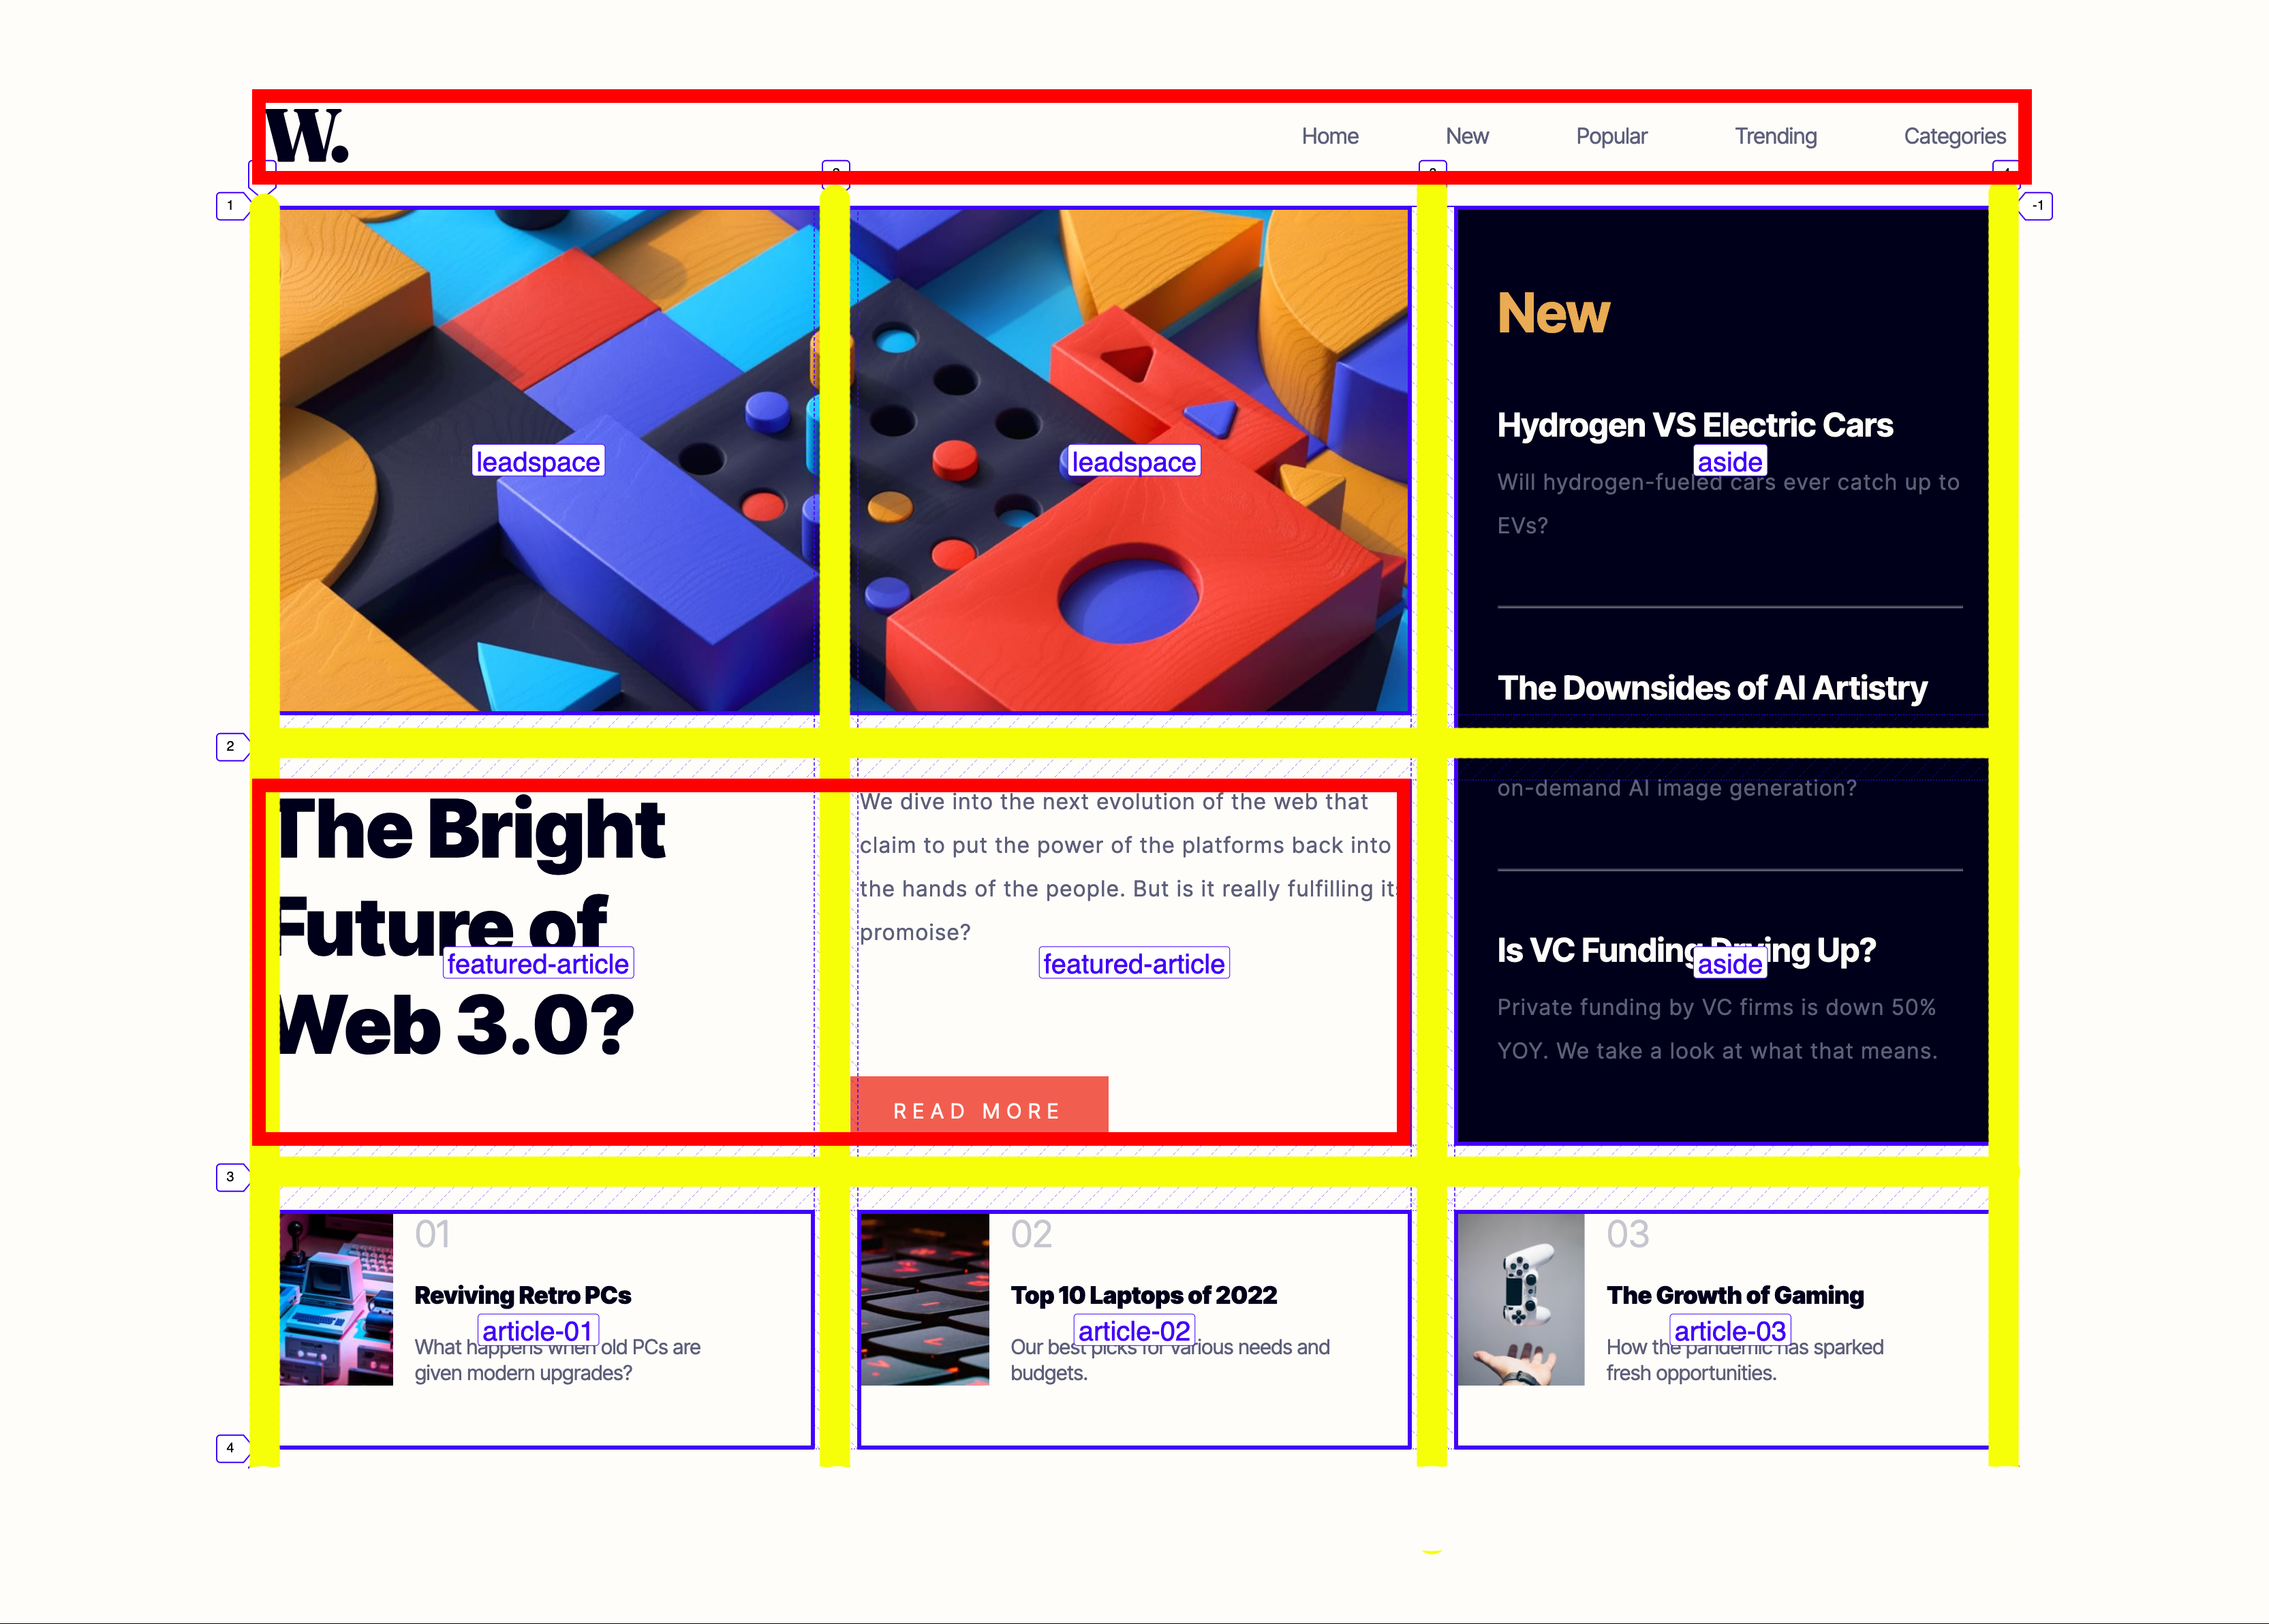 W.
Home New Popular Trending Categories
1
-1
leadspace
leadspace
New
Hydrogen VS Electric Cars
aside
Will hydrogen-fueled cars ever catch up to
EVs?
The Downsides of AI Artistry
2
on-demand AI image generation?
The Bright
Future of
Web 3.0?
featured-article
We dive into the next evolution of the web that
claim to put the power of the platforms back into
the hands of the people. But is it really fulfilling its
promoise?
featured-article
READ MORE
Is VC Funding Drying Up?
aside
Private funding by VC firms is down 50%
YOY. We take a look at what that means.
3
01
Reviving Retro PCs
article-01
What happens when old PCs are
given modern upgrades?
02
Top 10 Laptops of 2022
article-02
Our best picks for various needs and
budgets.
03
The Growth of Gaming
article-03
How the pandemic has sparked
fresh opportunities.
4